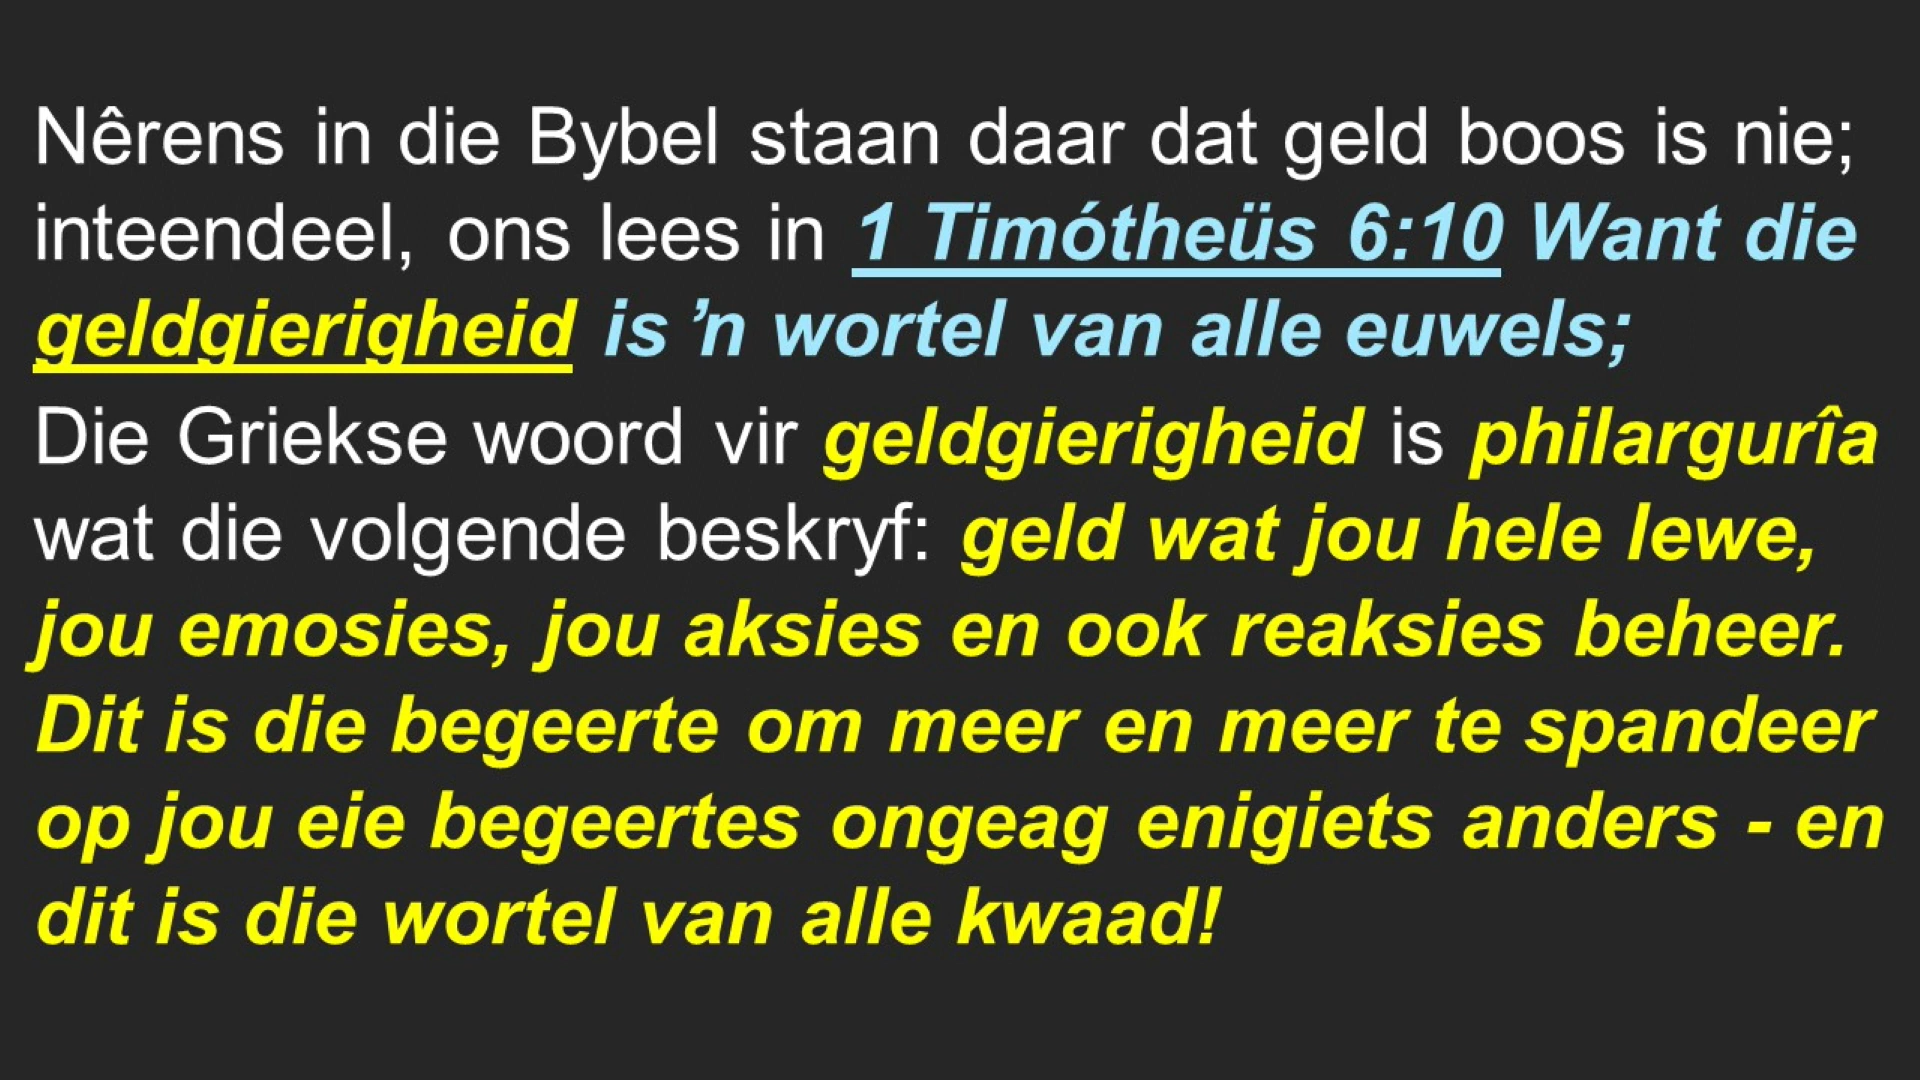 Nêrens in die Bybel staan daar dat geld boos is nie;
inteendeel, ons lees in 1 Timótheüs 6:10 Want die
geldgierigheid is ’n wortel van alle euwels;
Die Griekse woord vir geldgierigheid is philargurîa
wat die volgende beskryf: geld wat jou hele lewe,
jou emosies, jou aksies en ook reaksies beheer.
Dit is die begeerte om meer en meer te spandeer
op jou eie begeertes ongeag enigiets anders - en
dit is die wortel van alle kwaad!